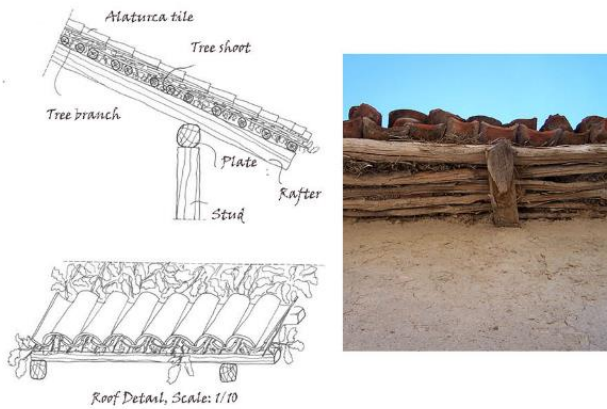 Alaturca tile
Tree shoot
Tree branch
Plate
Rafter
Stud
Roof Detail, Scale: 1/10